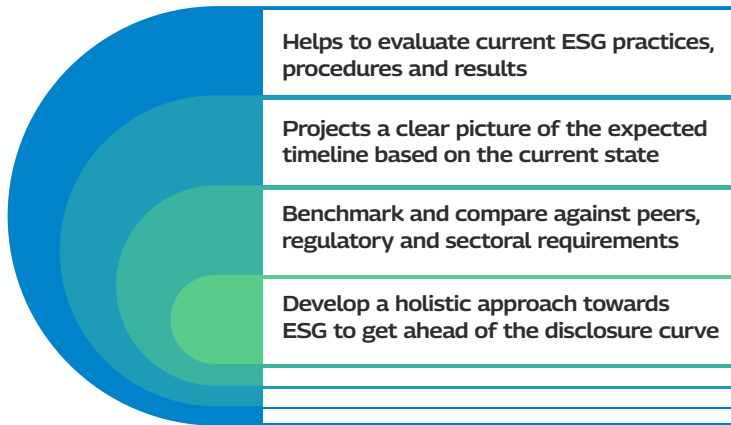 Helps to evaluate current ESG practices,
procedures and results
Projects a clear picture of the expected
timeline based on the current state
Benchmark and compare against peers,
regulatory and sectoral requirements
Develop a holistic approach towards
ESG to get ahead of the disclosure curve